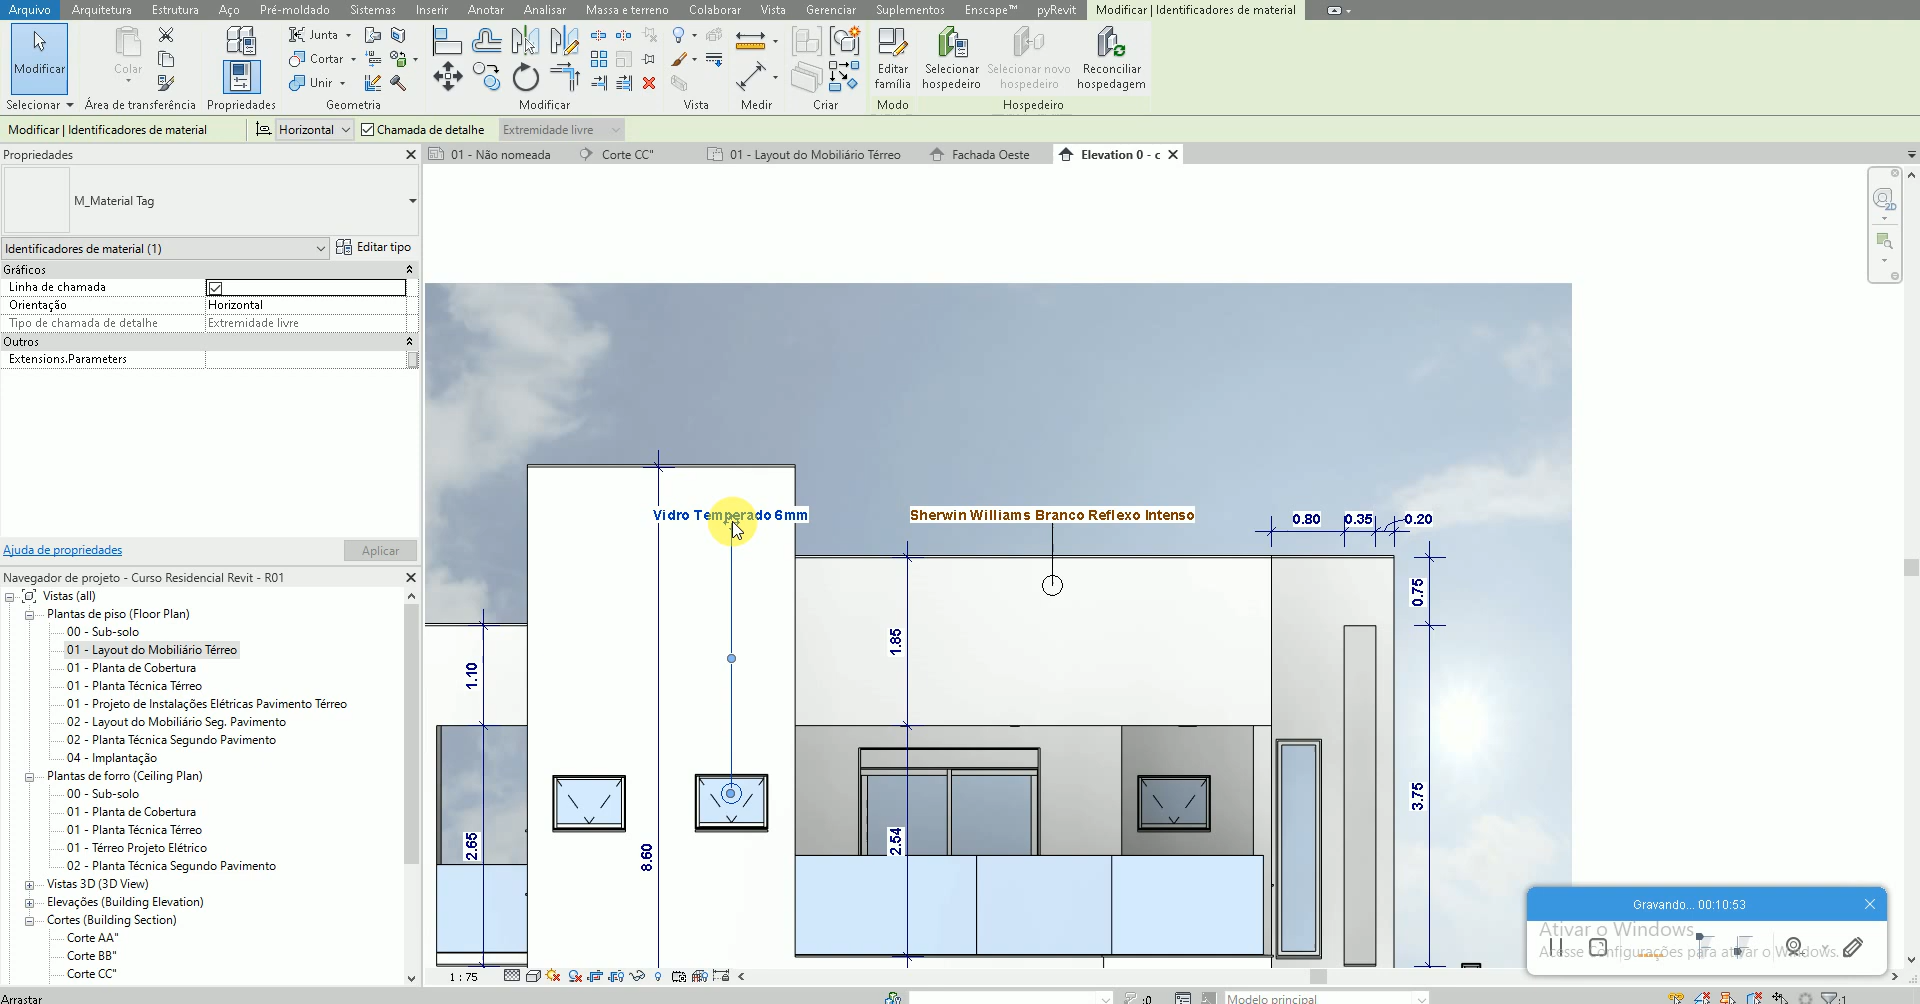 Arquivo Arquitetura Estrutura Aço Pré-moldado Sistemas Inserir Anotar Analisar Massa e terreno Colaborar Vista Gerenciar Suplementos Enscape™ pyRevit Modificar | Identificadores de material
Modificar
Colar
Junta
Cortar
Unir
Editar família
Selecionar hospedeiro
Selecionar novo hospedeiro
Reconciliar hospedagem
Selecionar Área de transferência Propriedades Geometria Modificar Vista Medir Criar Modo Hospedeiro
Modificar | Identificadores de material Horizontal Chamada de detalhe Extremidade livre
Propriedades
01 - Não nomeada Corte CC" 01 - Layout do Mobiliário Térreo Fachada Oeste Elevation 0 - c
M_Material Tag
Identificadores de material (1) Editar tipo
Gráficos
Linha de chamada
Orientação Horizontal
Tipo de chamada de detalhe Extremidade livre
Outros
Extensions.Parameters
Ajuda de propriedades Aplicar
Navegador de projeto - Curso Residencial Revit - R01
Vistas (all)
Plantas de piso (Floor Plan)
00 - Sub-solo
01 - Layout do Mobiliário Térreo
01 - Planta de Cobertura
01 - Planta Técnica Térreo
01 - Projeto de Instalações Elétricas Pavimento Térreo
02 - Layout do Mobiliário Seg. Pavimento
02 - Planta Técnica Segundo Pavimento
04 - Implantação
Plantas de forro (Ceiling Plan)
00 - Sub-solo
01 - Planta de Cobertura
01 - Planta Técnica Térreo
01 - Térreo Projeto Elétrico
02 - Planta Técnica Segundo Pavimento
Vistas 3D (3D View)
Elevações (Building Elevation)
Cortes (Building Section)
Corte AA"
Corte BB"
Corte CC"
Vidro Temperado 6mm
Sherwin Williams Branco Reflexo Intenso
0.80 0.35 0.20
0.75
1.85
1.10
3.75
2.65
8.60
2.54
2D
Gravando... 00:10:53
Ativar o Windows
Acesse Configurações para ativar o Windows.
1 : 75
Arrastar
:0
Modelo principal
:1